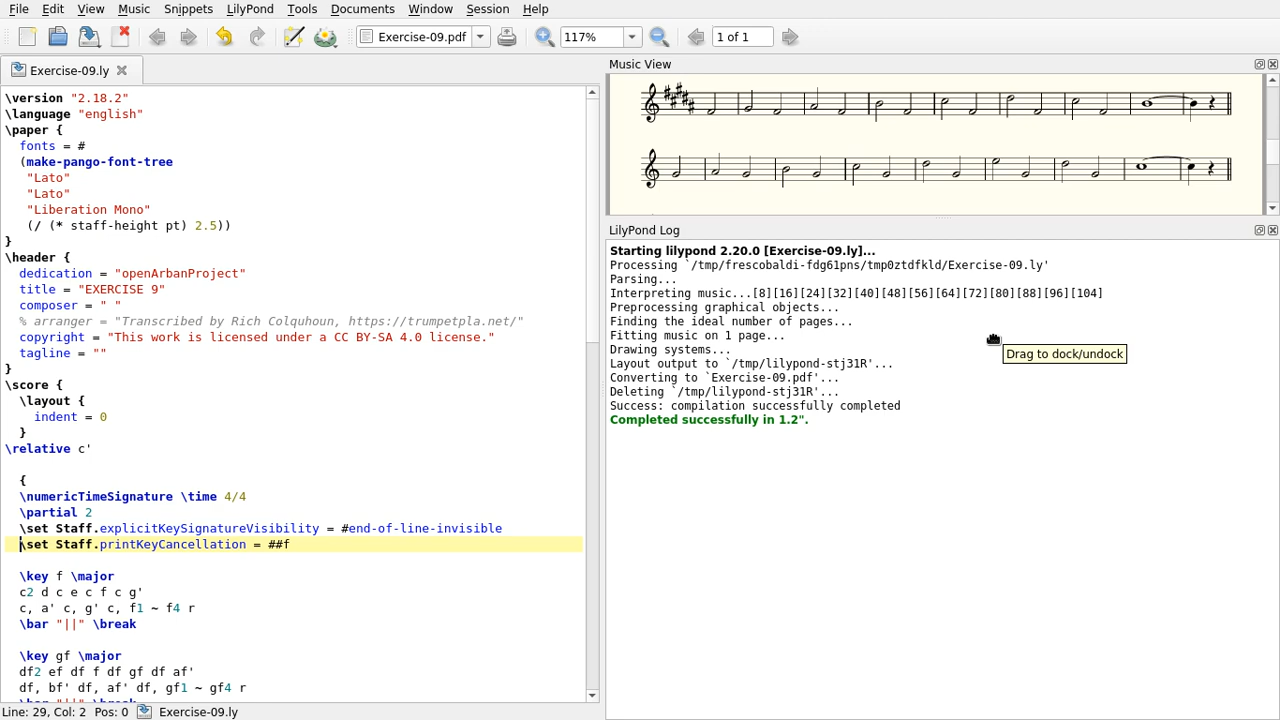 File Edit View Music Snippets LilyPond Tools Documents Window Session Help
Exercise-09.pdf 117% 1 of 1
Exercise-09.ly
\version "2.18.2"
\language "english"
\paper {
fonts = #
(make-pango-font-tree
"Lato"
"Lato"
"Liberation Mono"
(/ (* staff-height pt) 2.5))
}
\header {
dedication = "openArbanProject"
title = "EXERCISE 9"
composer = " "
% arranger = "Transcribed by Rich Colquhoun, https://trumpetpla.net/"
copyright = "This work is licensed under a CC BY-SA 4.0 license."
tagline = ""
}
\score {
\layout {
indent = 0
}
\relative c'
{
\numericTimeSignature \time 4/4
\partial 2
\set Staff.explicitKeySignatureVisibility = #end-of-line-invisible
\set Staff.printKeyCancellation = ##f
\key f \major
c2 d c e c f c g'
c, a' c, g' c, f1 ~ f4 r
\bar "||" \break
\key gf \major
df2 ef df f df gf df af'
df, bf' df, af' df, gf1 ~ gf4 r
\bar "||" \break
Music View
LilyPond Log
Starting lilypond 2.20.0 [Exercise-09.ly]...
Processing `/tmp/frescobaldi-fdg61pns/tmp0ztdfkld/Exercise-09.ly'
Parsing...
Interpreting music...[8][16][24][32][40][48][56][64][72][80][88][96][104]
Preprocessing graphical objects...
Finding the ideal number of pages...
Fitting music on 1 page...
Drawing systems...
Layout output to `/tmp/lilypond-stj31R'...
Converting to `Exercise-09.pdf'...
Deleting `/tmp/lilypond-stj31R'...
Success: compilation successfully completed
Completed successfully in 1.2".
Drag to dock/undock
Line: 29, Col: 2 Pos: 0 Exercise-09.ly